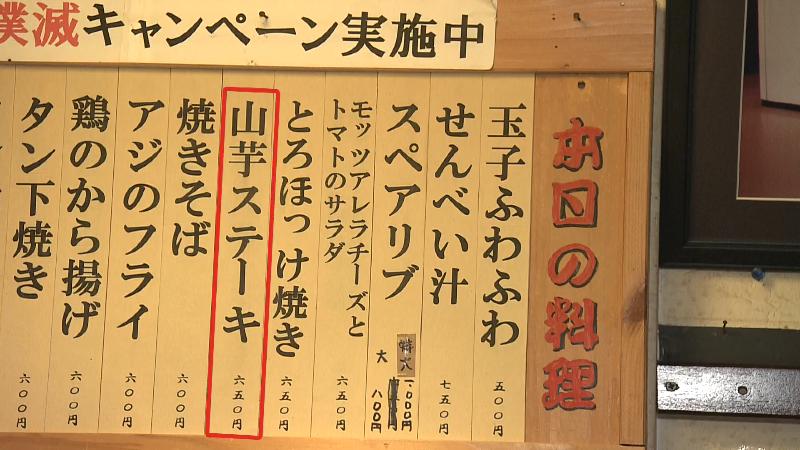 撲滅キャンペーン実施中
本日の料理
玉子ふわふわ 五〇〇円
せんべい汁 七五〇円
スペアリブ 特大 一、〇〇〇円
大 八〇〇円
モッツアレラチーズと
トマトのサラダ 六五〇円
とろほっけ焼き 六五〇円
山芋ステーキ 六五〇円
焼きそば 六〇〇円
アジのフライ 六〇〇円
鶏のから揚げ 六〇〇円
タン下焼き 六〇〇円